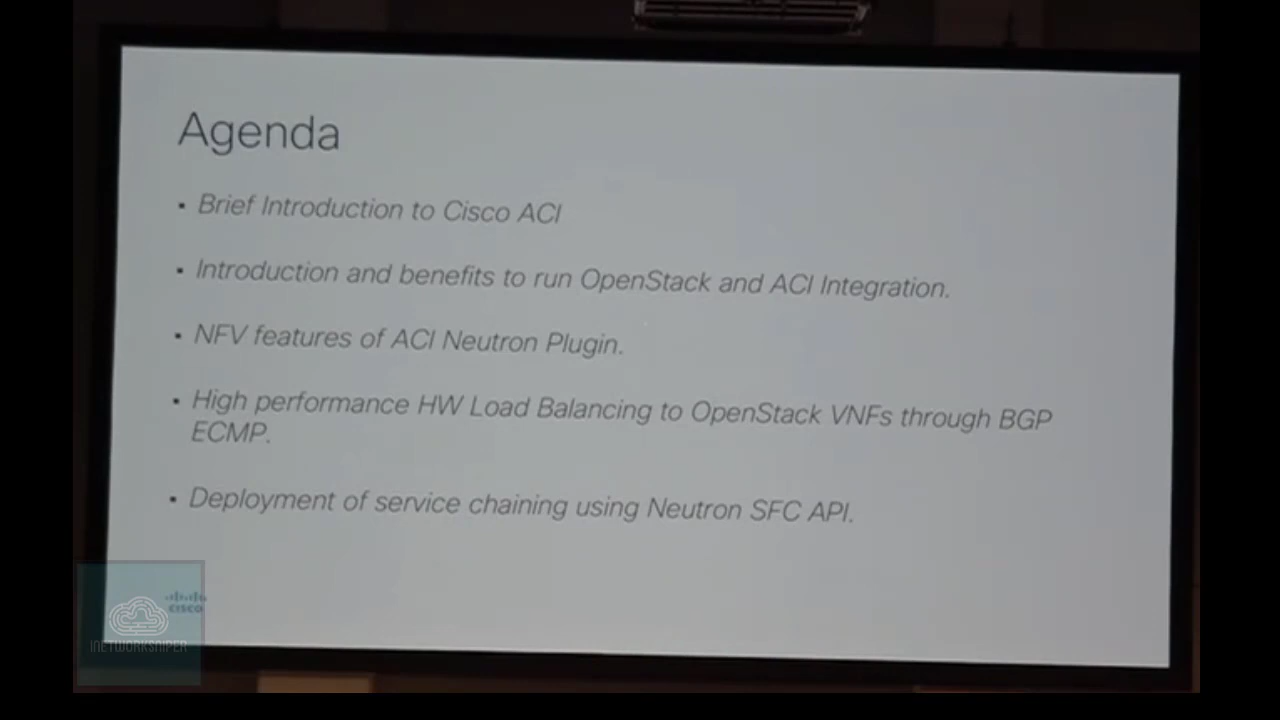 Agenda
▪ Brief Introduction to Cisco ACI
▪ Introduction and benefits to run OpenStack and ACI Integration.
▪ NFV features of ACI Neutron Plugin.
▪ High performance HW Load Balancing to OpenStack VNFs through BGP
ECMP.
▪ Deployment of service chaining using Neutron SFC API.
CISCO
INETWORKSNIPER